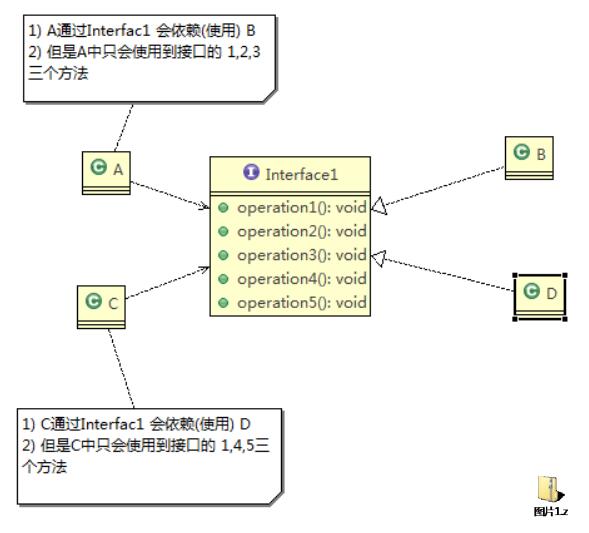 1) A通过Interfac1 会依赖(使用) B
2) 但是A中只会使用到接口的 1,2,3
三个方法
C A
I Interface1
C B
operation1(): void
operation2(): void
operation3(): void
operation4(): void
operation5(): void
C C
C D
1) C通过Interfac1 会依赖(使用) D
2) 但是C中只会使用到接口的 1,4,5三
个方法
图片1.z